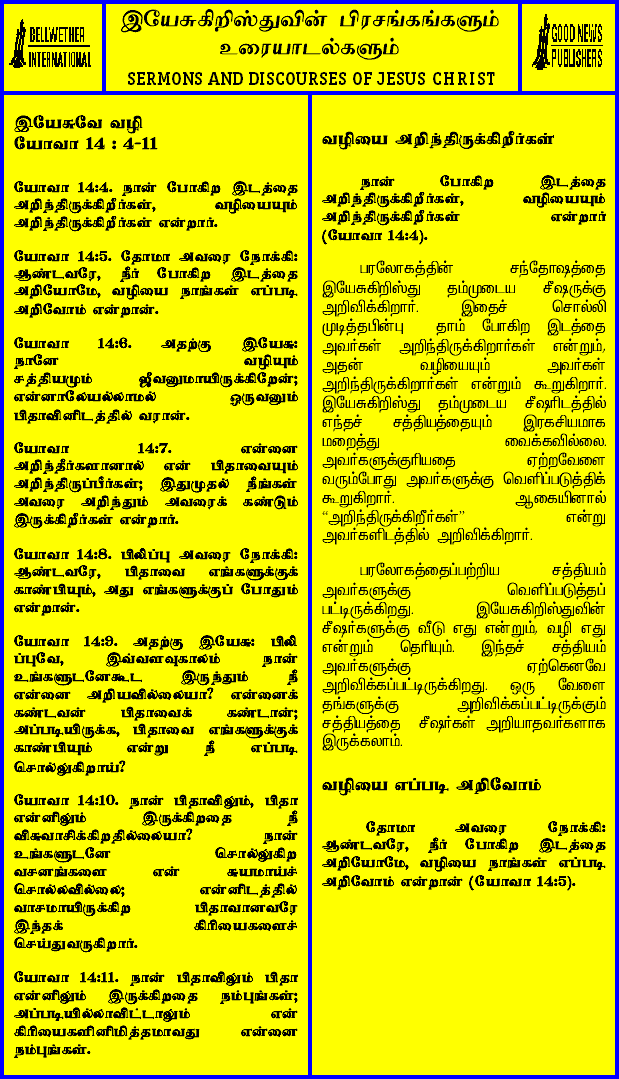 BELLWETHER
INTERNATIONAL
இயேசுகிறிஸ்துவின் பிரசங்கங்களும்
உரையாடல்களும்
SERMONS AND DISCOURSES OF JESUS CHRIST
GOOD NEWS
PUBLISHERS
இயேசுவே வழி
யோவா 14 : 4-11
யோவா 14:4. நான் போகிற இடத்தை
அறிந்திருக்கிறீர்கள், வழியையும்
அறிந்திருக்கிறீர்கள் என்றார்.
யோவா 14:5. தோமா அவரை நோக்கி:
ஆண்டவரே, நீர் போகிற இடத்தை
அறியோமே, வழியை நாங்கள் எப்படி
அறிவோம் என்றான்.
யோவா 14:6. அதற்கு இயேசு:
நானே வழியும்
சத்தியமும் ஜீவனுமாயிருக்கிறேன்;
என்னாலேயல்லாமல் ஒருவனும்
பிதாவினிடத்தில் வரான்.
யோவா 14:7. என்னை
அறிந்தீர்களானால் என் பிதாவையும்
அறிந்திருப்பீர்கள்; இதுமுதல் நீங்கள்
அவரை அறிந்தும் அவரைக் கண்டும்
இருக்கிறீர்கள் என்றார்.
யோவா 14:8. பிலிப்பு அவரை நோக்கி:
ஆண்டவரே, பிதாவை எங்களுக்குக்
காண்பியும், அது எங்களுக்குப் போதும்
என்றான்.
யோவா 14:9. அதற்கு இயேசு: பிலி
ப்புவே, இவ்வளவுகாலம் நான்
உங்களுடனேகூட இருந்தும் நீ
என்னை அறியவில்லையா? என்னைக்
கண்டவன் பிதாவைக் கண்டான்;
அப்படியிருக்க, பிதாவை எங்களுக்குக்
காண்பியும் என்று நீ எப்படி
சொல்லுகிறாய்?
யோவா 14:10. நான் பிதாவிலும், பிதா
என்னிலும் இருக்கிறதை நீ
விசுவாசிக்கிறதில்லையா? நான்
உங்களுடனே சொல்லுகிற
வசனங்களை என் சுயமாய்ச்
சொல்லவில்லை; என்னிடத்தில்
வாசமாயிருக்கிற பிதாவானவரே
இந்தக் கிரியைகளைச்
செய்துவருகிறார்.
யோவா 14:11. நான் பிதாவிலும் பிதா
என்னிலும் இருக்கிறதை நம்புங்கள்;
அப்படியில்லாவிட்டாலும் என்
கிரியைகளினிமித்தமாவது என்னை
நம்புங்கள்.
வழியை அறிந்திருக்கிறீர்கள்
நான் போகிற இடத்தை
அறிந்திருக்கிறீர்கள், வழியையும்
அறிந்திருக்கிறீர்கள் என்றார்
(யோவா 14:4).
பரலோகத்தின் சந்தோஷத்தை
இயேசுகிறிஸ்து தம்முடைய சீஷருக்கு
அறிவிக்கிறார். இதைச் சொல்லி
முடித்தபின்பு தாம் போகிற இடத்தை
அவர்கள் அறிந்திருக்கிறார்கள் என்றும்,
அதன் வழியையும் அவர்கள்
அறிந்திருக்கிறார்கள் என்றும் கூறுகிறார்.
இயேசுகிறிஸ்து தம்முடைய சீஷரிடத்தில்
எந்தச் சத்தியத்தையும் இரகசியமாக
மறைத்து வைக்கவில்லை.
அவர்களுக்குரியதை ஏற்றவேளை
வரும்போது அவர்களுக்கு வெளிப்படுத்திக்
கூறுகிறார். ஆகையினால்
“அறிந்திருக்கிறீர்கள்” என்று
அவர்களிடத்தில் அறிவிக்கிறார்.
பரலோகத்தைப்பற்றிய சத்தியம்
அவர்களுக்கு வெளிப்படுத்தப்
பட்டிருக்கிறது. இயேசுகிறிஸ்துவின்
சீஷர்களுக்கு வீடு எது என்றும், வழி எது
என்றும் தெரியும். இந்தச் சத்தியம்
அவர்களுக்கு ஏற்கெனவே
அறிவிக்கப்பட்டிருக்கிறது. ஒரு வேளை
தங்களுக்கு அறிவிக்கப்பட்டிருக்கும்
சத்தியத்தை சீஷர்கள் அறியாதவர்களாக
இருக்கலாம்.
வழியை எப்படி அறிவோம்
தோமா அவரை நோக்கி:
ஆண்டவரே, நீர் போகிற இடத்தை
அறியோமே, வழியை நாங்கள் எப்படி
அறிவோம் என்றான் (யோவா 14:5).